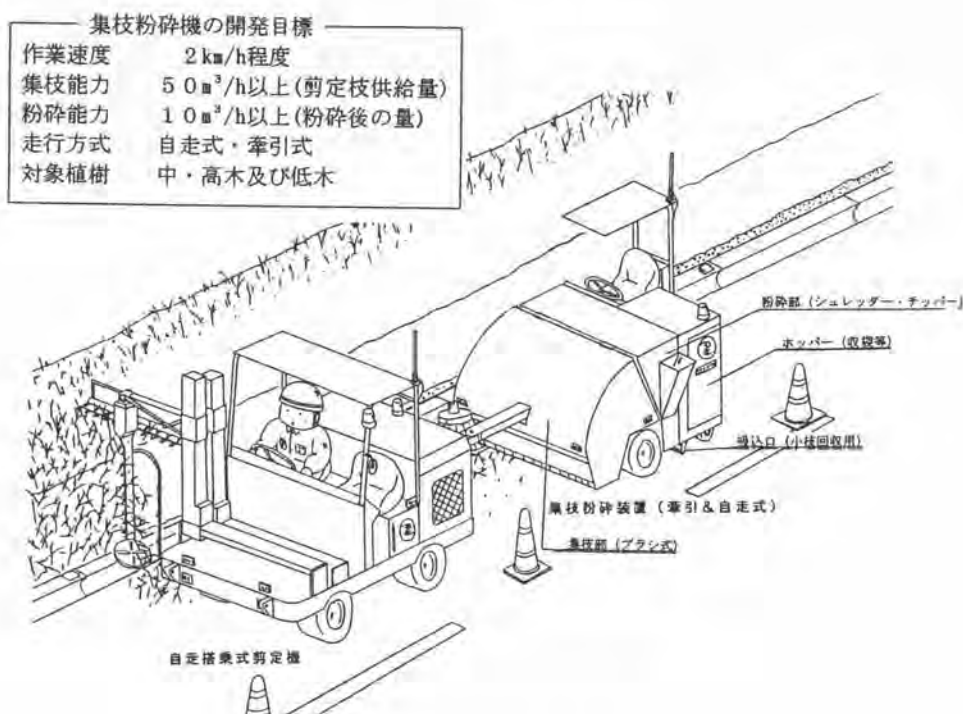 集枝粉砕機の開発目標
作業速度 2km/h程度
集枝能力 50m³/h以上(剪定枝供給量)
粉砕能力 10m³/h以上(粉砕後の量)
走行方式 自走式・牽引式
対象植樹 中・高木及び低木
粉砕部(シュレッダー・チッパー)
ホッパー(収袋等)
吸込口(小枝回収用)
集枝粉砕装置(牽引&自走式)
集枝部(ブラシ式)
自走搭乗式剪定機